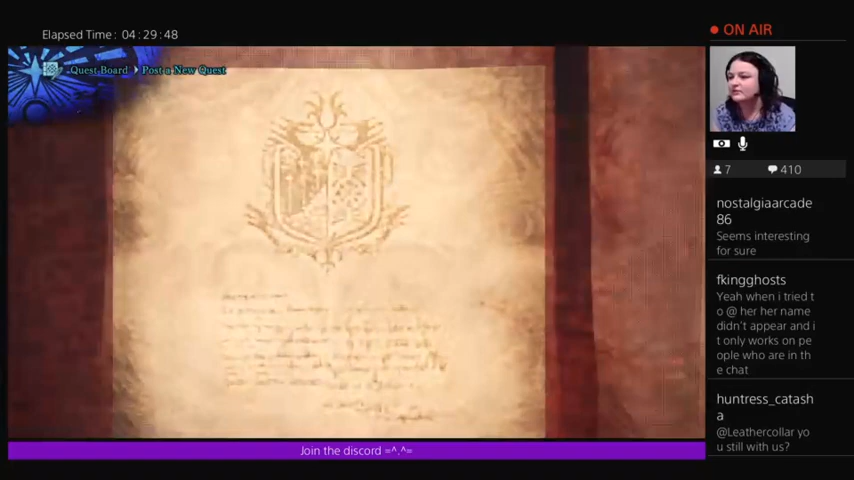 Elapsed Time: 04:29:48
ON AIR
Quest Board
Post a New Quest
7
410
nostalgiaarcade
86
Seems interesting
for sure
fkingghosts
Yeah when i tried t
o @ her her name
didn't appear and i
t only works on pe
ople who are in th
e chat
huntress_catash
a
@Leathercollar yo
u still with us?
Join the discord =^.^=